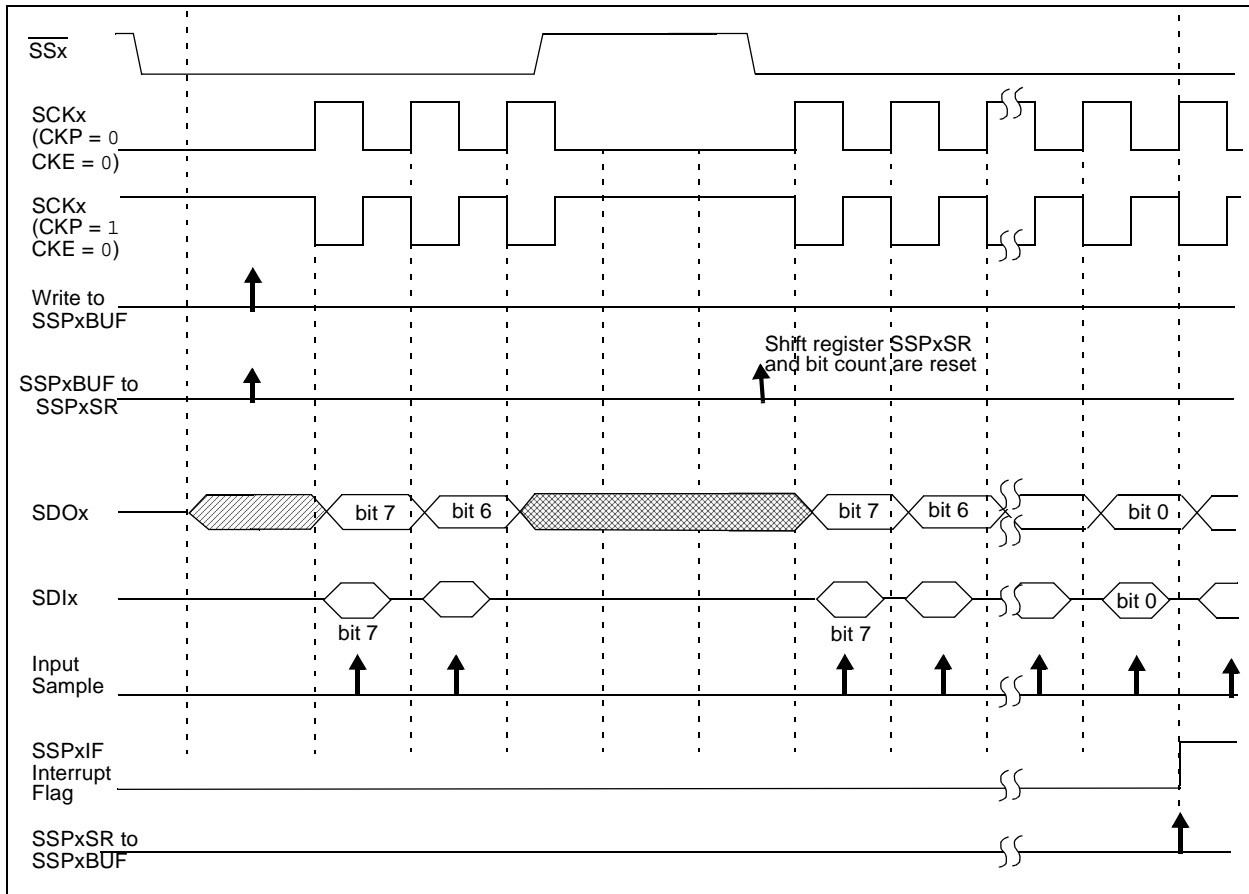 SSx
SCKx
(CKP = 0
CKE = 0)
SCKx
(CKP = 1
CKE = 0)
Write to
SSPxBUF
Shift register SSPxSR
and bit count are reset
SSPxBUF to
SSPxSR
SDOx
bit 7
bit 6
bit 7
bit 6
bit 0
SDIx
bit 0
bit 7
bit 7
Input
Sample
SSPxIF
Interrupt
Flag
SSPxSR to
SSPxBUF